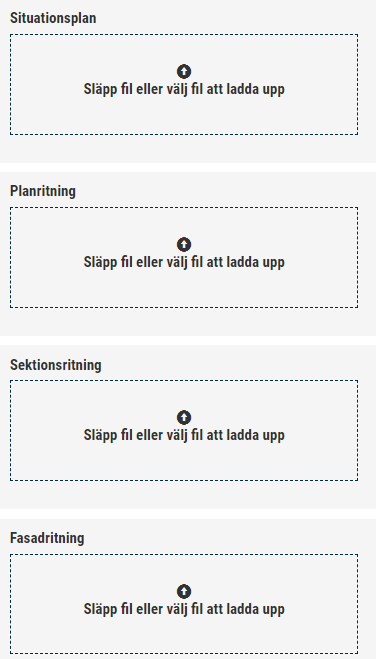 Situationsplan
Släpp fil eller välj fil att ladda upp
Planritning
Släpp fil eller välj fil att ladda upp
Sektionsritning
Släpp fil eller välj fil att ladda upp
Fasadritning
Släpp fil eller välj fil att ladda upp